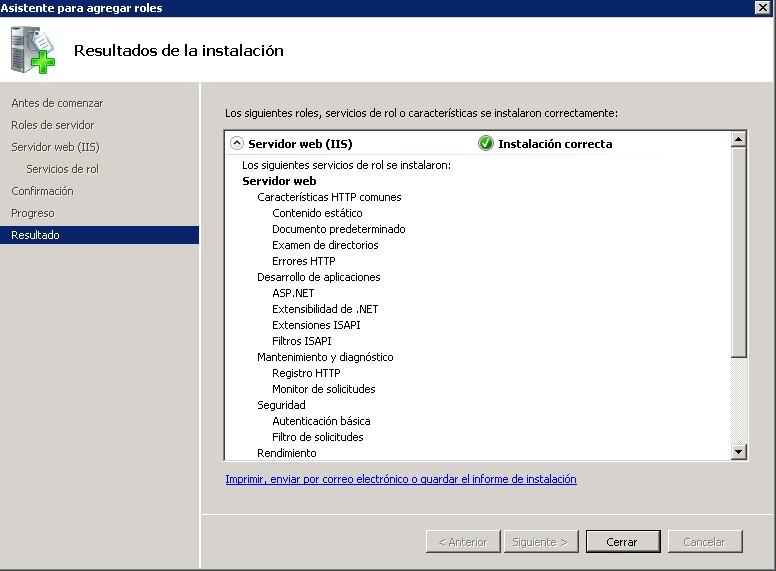 Asistente para agregar roles
Resultados de la instalación
Antes de comenzar
Roles de servidor
Servidor web (IIS)
Servicios de rol
Confirmación
Progreso
Resultado
Los siguientes roles, servicios de rol o características se instalaron correctamente:
Servidor web (IIS) Instalación correcta
Los siguientes servicios de rol se instalaron:
Servidor web
Características HTTP comunes
Contenido estático
Documento predeterminado
Examen de directorios
Errores HTTP
Desarrollo de aplicaciones
ASP.NET
Extensibilidad de .NET
Extensiones ISAPI
Filtros ISAPI
Mantenimiento y diagnóstico
Registro HTTP
Monitor de solicitudes
Seguridad
Autenticación básica
Filtro de solicitudes
Rendimiento
Imprimir, enviar por correo electrónico o guardar el informe de instalación
< Anterior Siguiente > Cerrar Cancelar